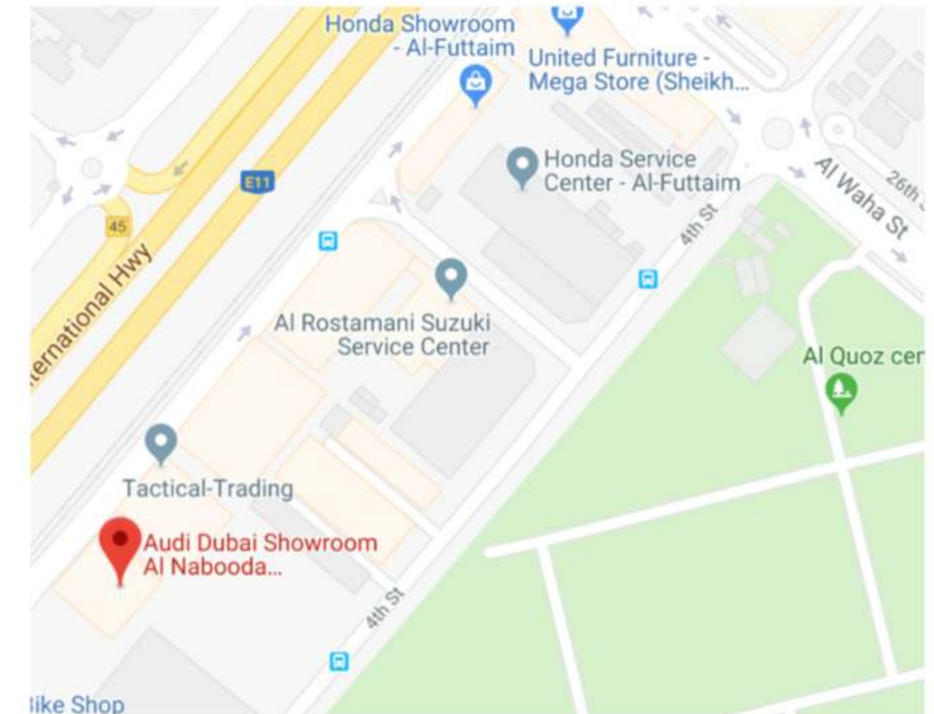 Honda Showroom
- Al-Futtaim
United Furniture -
Mega Store (Sheikh...
Honda Service
Center - Al-Futtaim
E11
45
ternational Hwy
4th St
Al Waha St
26th
Al Rostamani Suzuki
Service Center
Al Quoz cer
Tactical-Trading
Audi Dubai Showroom
Al Nabooda...
4th St
Bike Shop